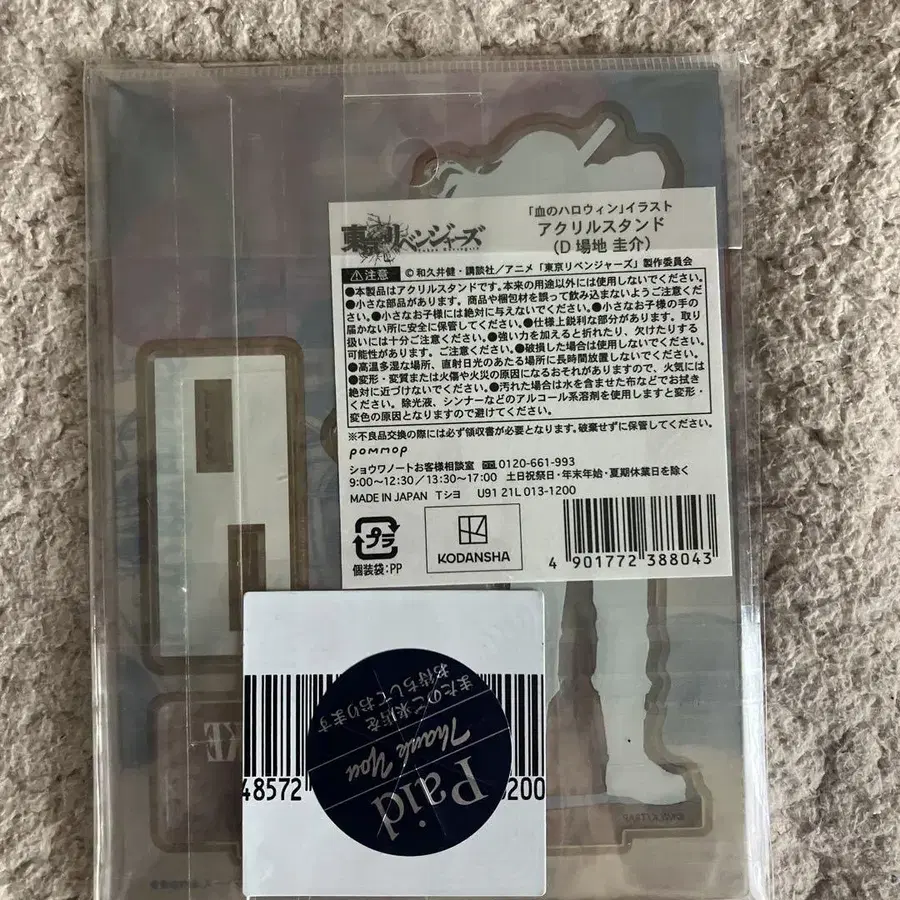 東京リベンジャーズ
「血のハロウィン」イラスト
アクリルスタンド
(D 場地 圭介)
注意 ©和久井健・講談社／アニメ「東京リベンジャーズ」製作委員会
●本製品はアクリルスタンドです。本来の用途以外には使用しないでください。
●小さな部品があります。商品や梱包材を誤って飲み込まないようご注意くださ
い。●小さなお子様には絶対に与えないでください。●小さなお子様の手の
届かない所に安全に保管してください。●仕様上鋭利な部分があります。取り
扱いには十分ご注意ください。●強い力を加えると折れたり、欠けたりする
可能性があります。ご注意ください。●破損した場合は使用しないでください。
●高温多湿な場所、直射日光のあたる場所に長時間放置しないでください。
●変形・変質または火傷や火災の原因になるおそれがありますので、火気には
絶対に近づけないでください。●汚れた場合は水を含ませた布などでお拭き
ください。除光液、シンナーなどのアルコール系溶剤を使用しますと変形・
変色の原因となりますので避けてください。
※不良品交換の際には必ず領収書が必要となります。破棄せずに保管してください。
pommop
ショウワノートお客様相談室 0120-661-993
9:00〜12:30／13:30〜17:00 土日祝祭日・年末年始・夏期休業日を除く
MADE IN JAPAN Tシヨ U91 21L 013-1200
プラ
個装袋：PP
KODANSHA
4 901772 388043
またのご来店を
お待ちしております
Thank You
Paid
48572
0200